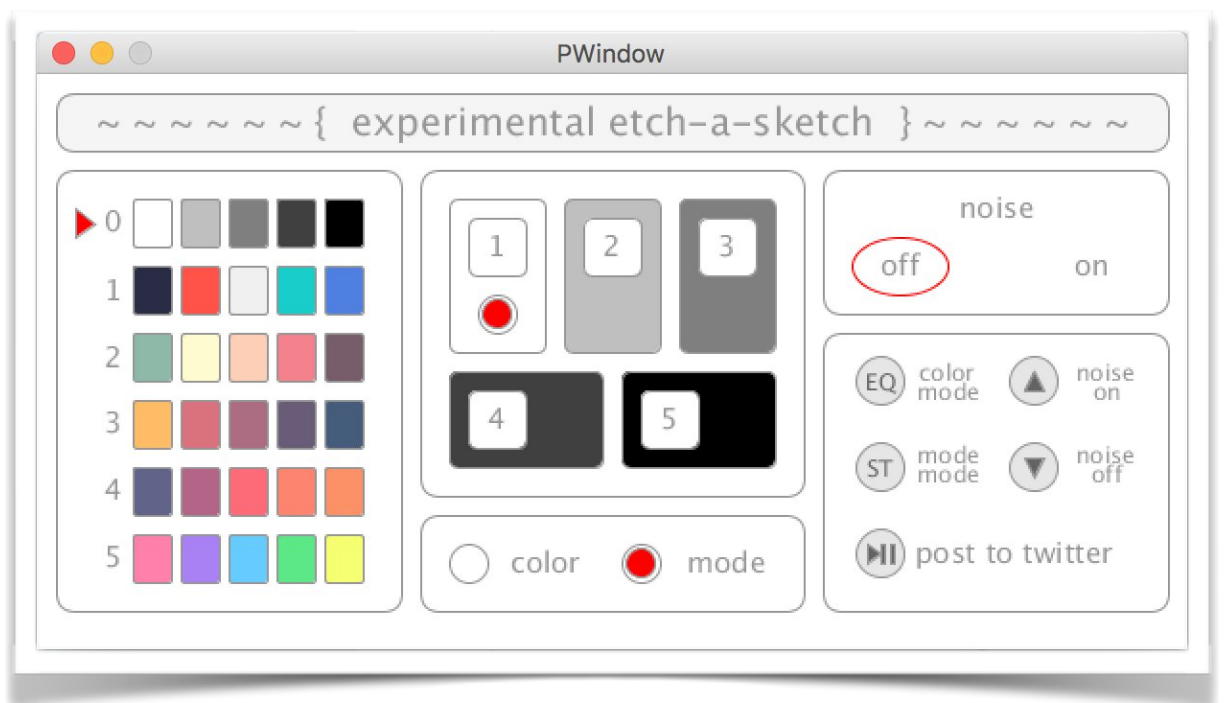 PWindow
~ ~ ~ ~ ~ ~ { experimental etch-a-sketch } ~ ~ ~ ~ ~ ~
0
1
2
3
4
5
1
2
3
4
5
color
mode
noise
off
on
EQ
color
mode
noise
on
ST
mode
mode
noise
off
post to twitter